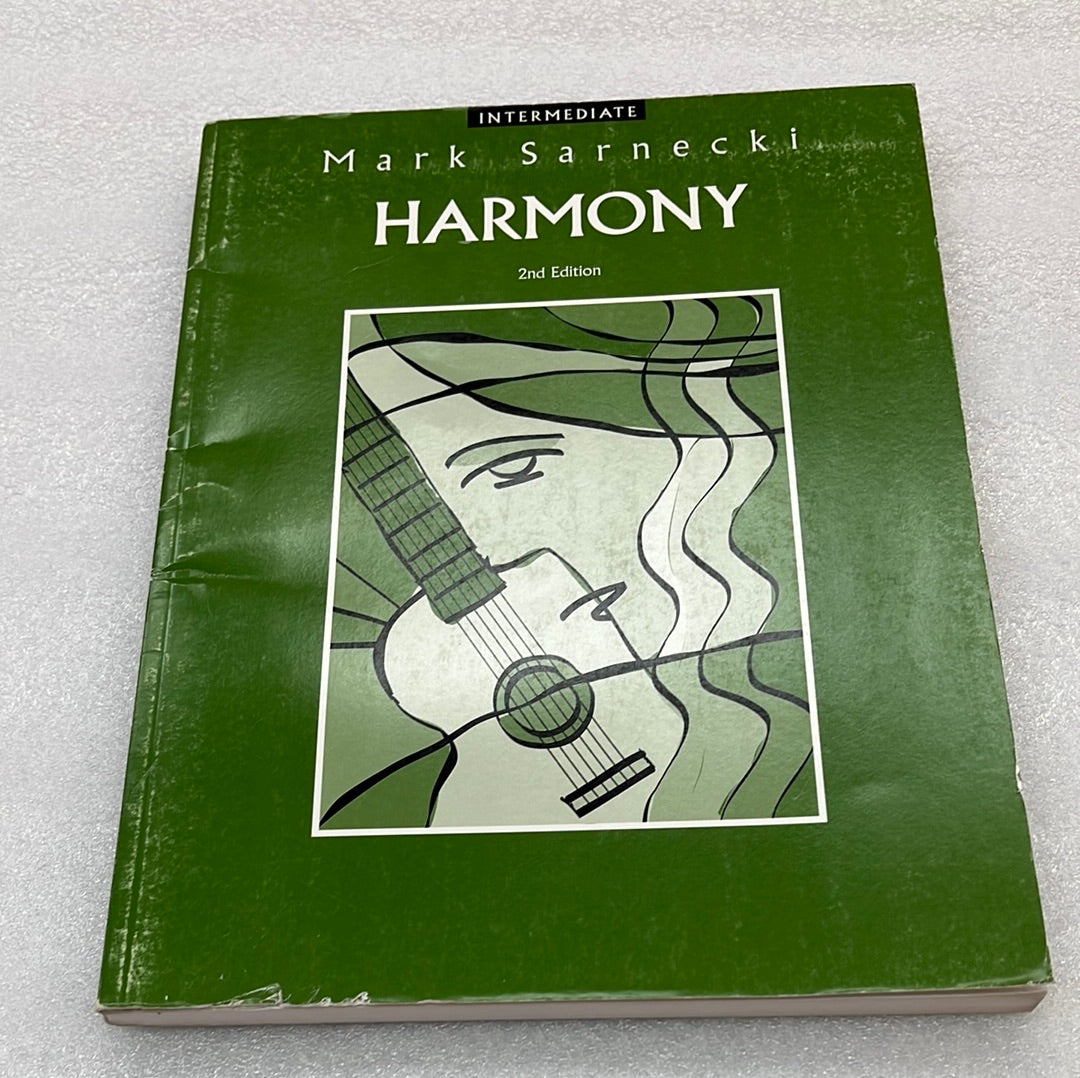 INTERMEDIATE
Mark Sarnecki
HARMONY
2nd Edition